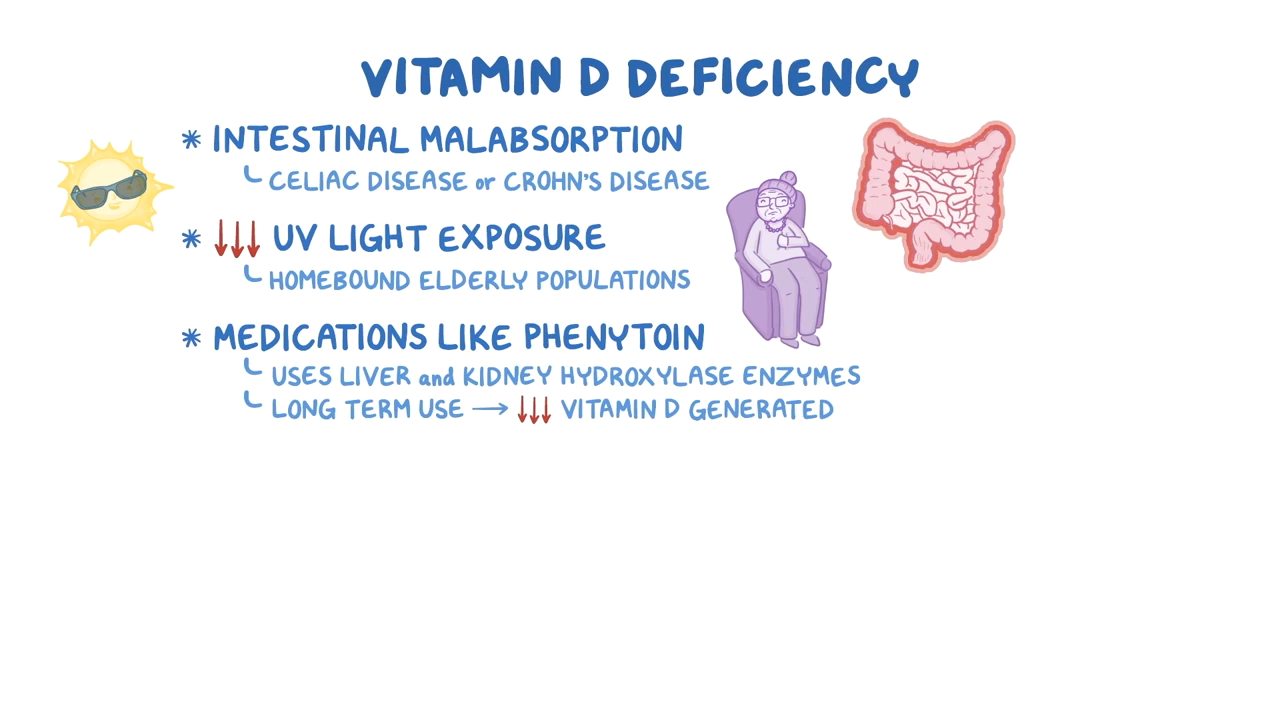 VITAMIN D DEFICIENCY
* INTESTINAL MALABSORPTION
CELIAC DISEASE or CROHN'S DISEASE
* ↓↓↓ UV LIGHT EXPOSURE
HOMEBOUND ELDERLY POPULATIONS
* MEDICATIONS LIKE PHENYTOIN
USES LIVER and KIDNEY HYDROXYLASE ENZYMES
LONG TERM USE → ↓↓↓ VITAMIN D GENERATED